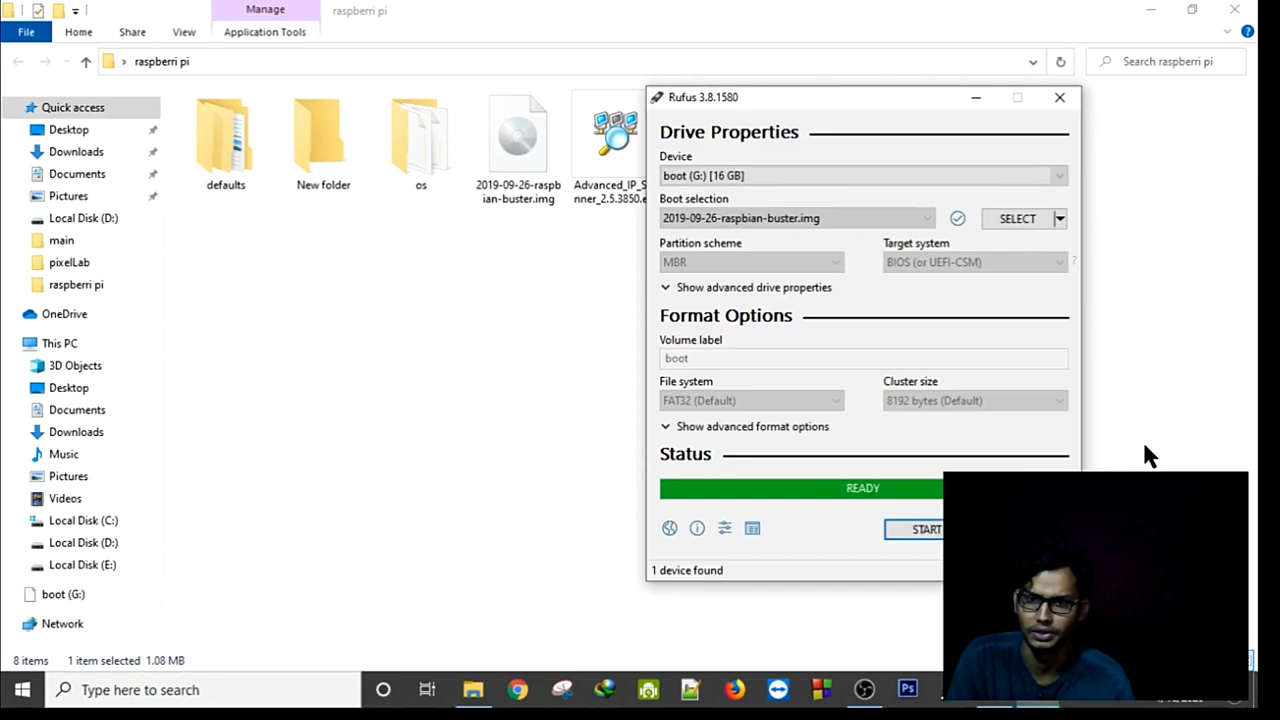 Manage
raspberri pi
File
Home
Share
View
Application Tools
raspberri pi
Search raspberri pi
Quick access
Desktop
Downloads
Documents
Pictures
Local Disk (D:)
main
pixelLab
raspberri pi
OneDrive
This PC
3D Objects
Desktop
Documents
Downloads
Music
Pictures
Videos
Local Disk (C:)
Local Disk (D:)
Local Disk (E:)
boot (G:)
Network
defaults
New folder
os
2019-09-26-raspb
ian-buster.img
Advanced_IP_S
nner_2.5.3850.e
Rufus 3.8.1580
Drive Properties
Device
boot (G:) [16 GB]
Boot selection
2019-09-26-raspbian-buster.img
SELECT
Partition scheme
Target system
MBR
BIOS (or UEFI-CSM)
?
Show advanced drive properties
Format Options
Volume label
boot
File system
Cluster size
FAT32 (Default)
8192 bytes (Default)
Show advanced format options
Status
READY
START
1 device found
8 items
1 item selected 1.08 MB
Type here to search
Ps